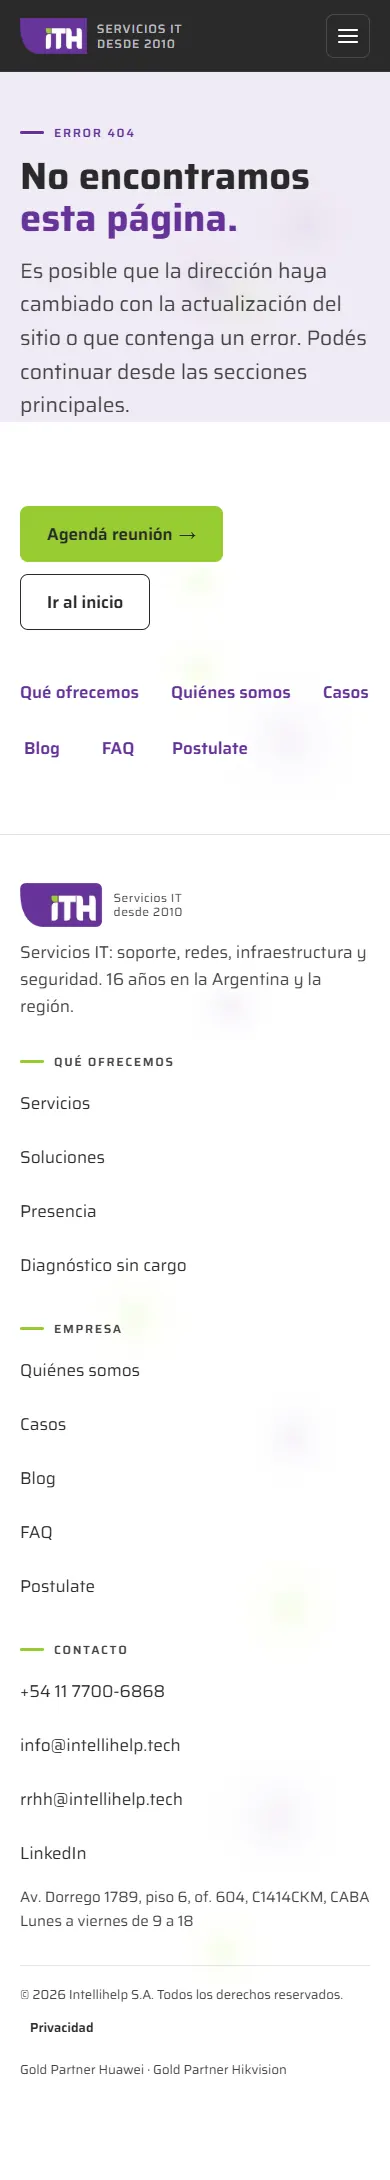 iTH SERVICIOS IT
DESDE 2010
ERROR 404
No encontramos
esta página.
Es posible que la dirección haya
cambiado con la actualización del
sitio o que contenga un error. Podés
continuar desde las secciones
principales.
Agendá reunión →
Ir al inicio
Qué ofrecemos Quiénes somos Casos
Blog FAQ Postulate
iTH Servicios IT
desde 2010
Servicios IT: soporte, redes, infraestructura y
seguridad. 16 años en la Argentina y la
región.
QUÉ OFRECEMOS
Servicios
Soluciones
Presencia
Diagnóstico sin cargo
EMPRESA
Quiénes somos
Casos
Blog
FAQ
Postulate
CONTACTO
+54 11 7700-6868
info@intellihelp.tech
rrhh@intellihelp.tech
LinkedIn
Av. Dorrego 1789, piso 6, of. 604, C1414CKM, CABA
Lunes a viernes de 9 a 18
© 2026 Intellihelp S.A. Todos los derechos reservados.
Privacidad
Gold Partner Huawei · Gold Partner Hikvision